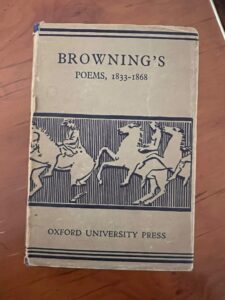 BROWNING'S
POEMS, 1833-1868
OXFORD UNIVERSITY PRESS